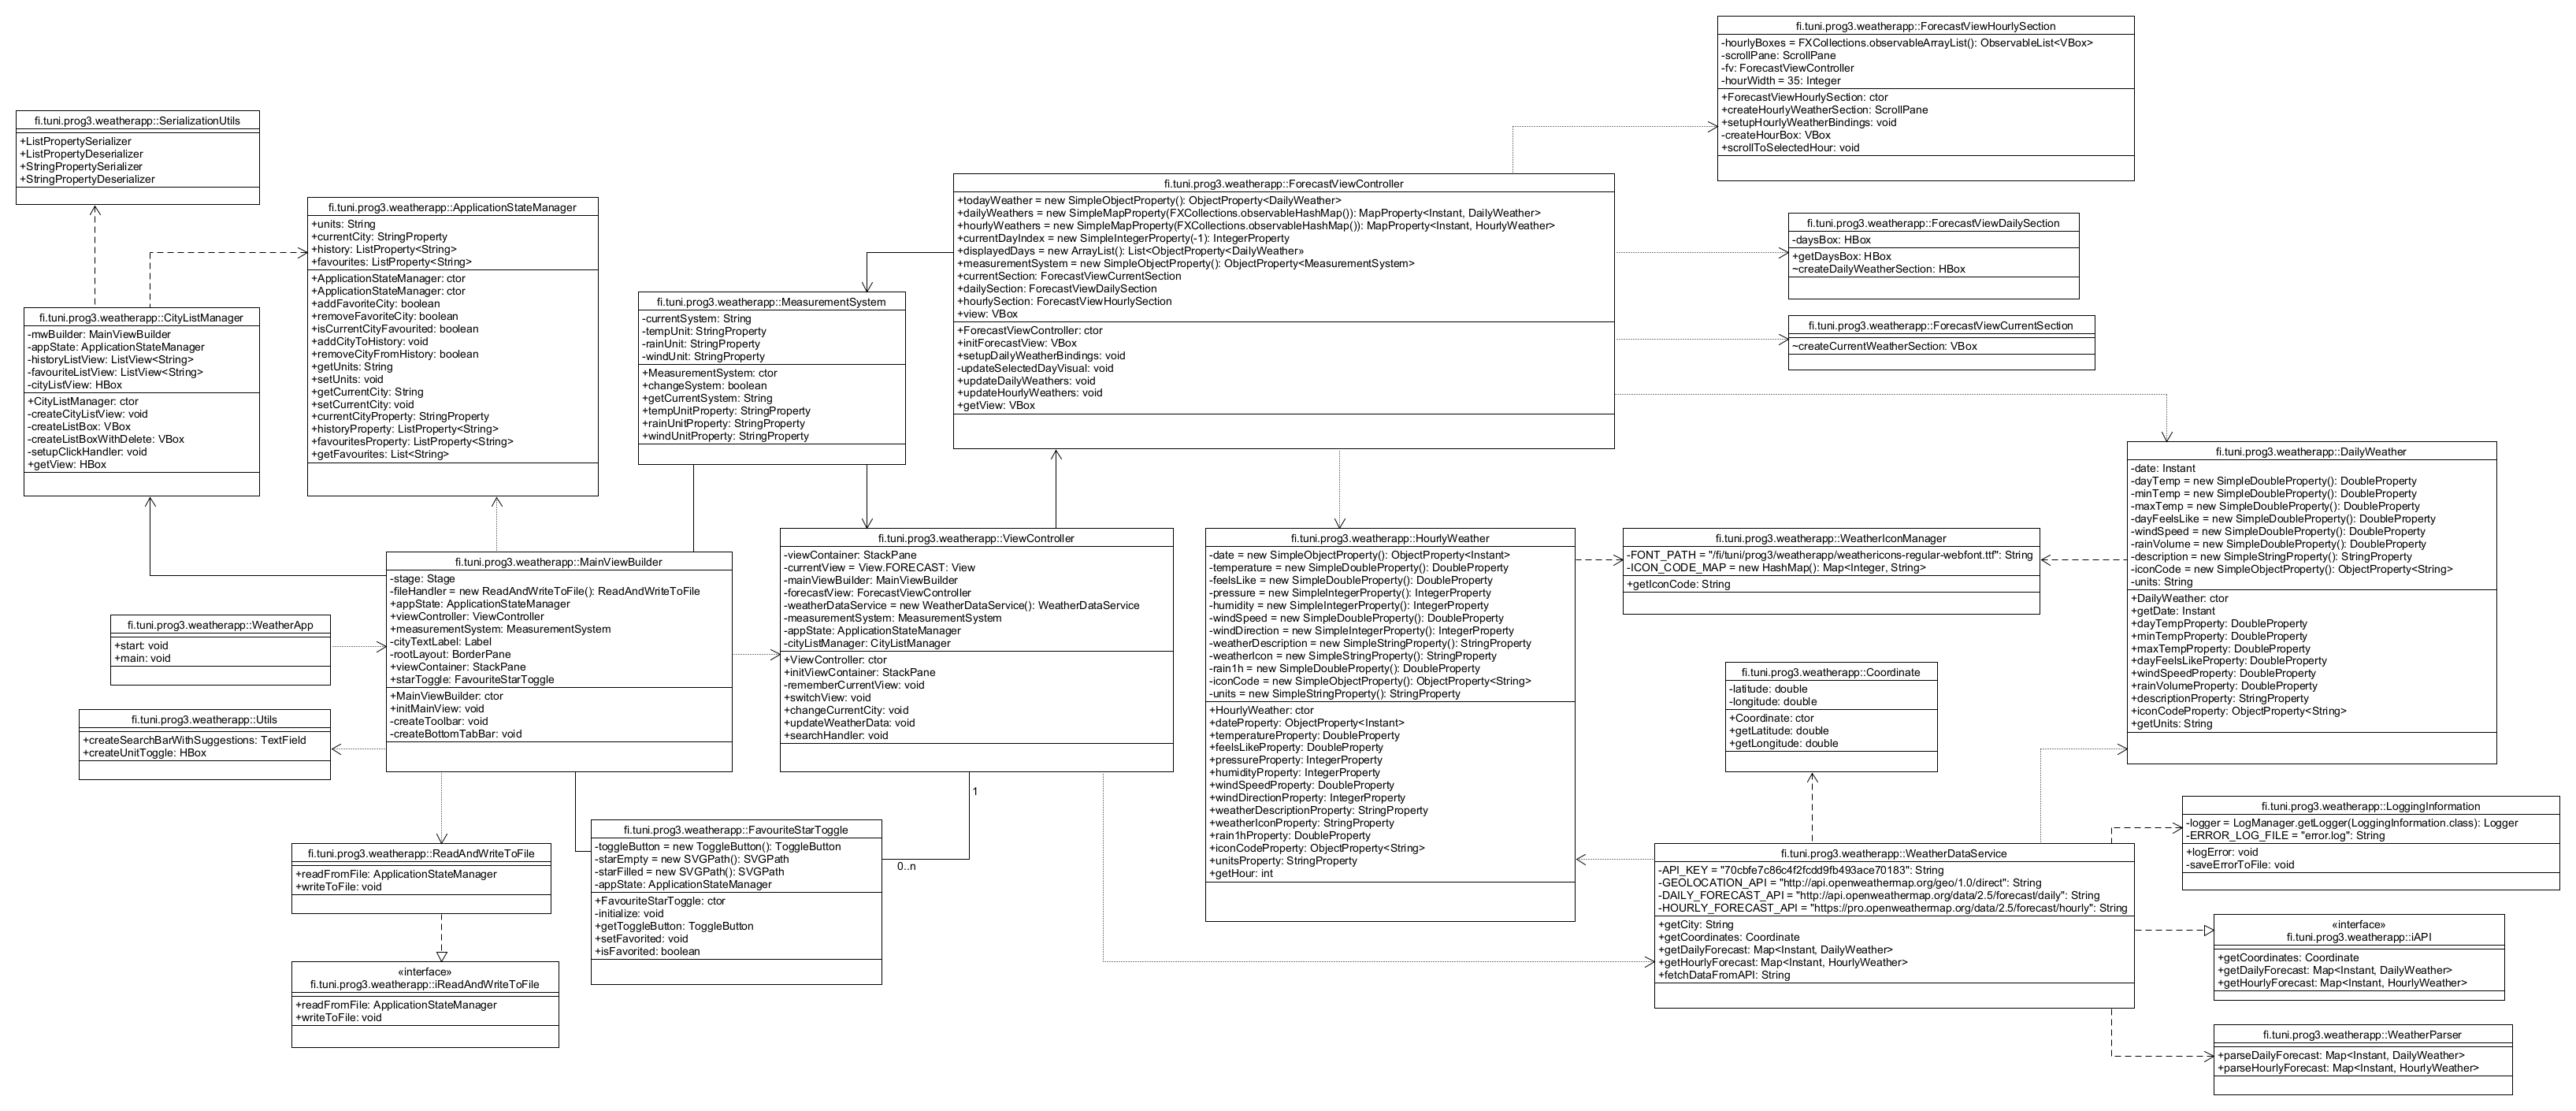 fi.tuni.prog3.weatherapp::ForecastViewHourlySection
-hourlyBoxes = FXCollections.observableArrayList(): ObservableList<VBox>
-scrollPane: ScrollPane
-fv: ForecastViewController
-hourWidth = 35: Integer
+ForecastViewHourlySection: ctor
+createHourlyWeatherSection: ScrollPane
+setupHourlyWeatherBindings: void
-createHourBox: VBox
+scrollToSelectedHour: void
fi.tuni.prog3.weatherapp::SerializationUtils
+ListPropertySerializer
+ListPropertyDeserializer
+StringPropertySerializer
+StringPropertyDeserializer
fi.tuni.prog3.weatherapp::ApplicationStateManager
+units: String
+currentCity: StringProperty
+history: ListProperty<String>
+favourites: ListProperty<String>
+ApplicationStateManager: ctor
+ApplicationStateManager: ctor
+addFavoriteCity: boolean
+removeFavoriteCity: boolean
+isCurrentCityFavourited: boolean
+addCityToHistory: void
+removeCityFromHistory: boolean
+getUnits: String
+setUnits: void
+getCurrentCity: String
+setCurrentCity: void
+currentCityProperty: StringProperty
+historyProperty: ListProperty<String>
+favouritesProperty: ListProperty<String>
+getFavourites: List<String>
fi.tuni.prog3.weatherapp::ForecastViewController
+todayWeather = new SimpleObjectProperty(): ObjectProperty<DailyWeather>
+dailyWeathers = new SimpleMapProperty(FXCollections.observableHashMap()): MapProperty<Instant, DailyWeather>
+hourlyWeathers = new SimpleMapProperty(FXCollections.observableHashMap()): MapProperty<Instant, HourlyWeather>
+currentDayIndex = new SimpleIntegerProperty(-1): IntegerProperty
+displayedDays = new ArrayList(): List<ObjectProperty<DailyWeather»
+measurementSystem = new SimpleObjectProperty(): ObjectProperty<MeasurementSystem>
+currentSection: ForecastViewCurrentSection
+dailySection: ForecastViewDailySection
+hourlySection: ForecastViewHourlySection
+view: VBox
+ForecastViewController: ctor
+initForecastView: VBox
+setupDailyWeatherBindings: void
-updateSelectedDayVisual: void
+updateDailyWeathers: void
+updateHourlyWeathers: void
+getView: VBox
fi.tuni.prog3.weatherapp::ForecastViewDailySection
-daysBox: HBox
+getDaysBox: HBox
~createDailyWeatherSection: HBox
fi.tuni.prog3.weatherapp::ForecastViewCurrentSection
~createCurrentWeatherSection: VBox
fi.tuni.prog3.weatherapp::CityListManager
-mwBuilder: MainViewBuilder
-appState: ApplicationStateManager
-historyListView: ListView<String>
-favouriteListView: ListView<String>
-cityListView: HBox
+CityListManager: ctor
-createCityListView: void
-createListBox: VBox
-createListBoxWithDelete: VBox
-setupClickHandler: void
+getView: HBox
fi.tuni.prog3.weatherapp::MeasurementSystem
-currentSystem: String
-tempUnit: StringProperty
-rainUnit: StringProperty
-windUnit: StringProperty
+MeasurementSystem: ctor
+changeSystem: boolean
+getCurrentSystem: String
+tempUnitProperty: StringProperty
+rainUnitProperty: StringProperty
+windUnitProperty: StringProperty
fi.tuni.prog3.weatherapp::DailyWeather
-date: Instant
-dayTemp = new SimpleDoubleProperty(): DoubleProperty
-minTemp = new SimpleDoubleProperty(): DoubleProperty
-maxTemp = new SimpleDoubleProperty(): DoubleProperty
-dayFeelsLike = new SimpleDoubleProperty(): DoubleProperty
-windSpeed = new SimpleDoubleProperty(): DoubleProperty
-rainVolume = new SimpleDoubleProperty(): DoubleProperty
-description = new SimpleStringProperty(): StringProperty
-iconCode = new SimpleObjectProperty(): ObjectProperty<String>
-units: String
+DailyWeather: ctor
+getDate: Instant
+dayTempProperty: DoubleProperty
+minTempProperty: DoubleProperty
+maxTempProperty: DoubleProperty
+dayFeelsLikeProperty: DoubleProperty
+windSpeedProperty: DoubleProperty
+rainVolumeProperty: DoubleProperty
+descriptionProperty: StringProperty
+iconCodeProperty: ObjectProperty<String>
+getUnits: String
fi.tuni.prog3.weatherapp::MainViewBuilder
-stage: Stage
-fileHandler = new ReadAndWriteToFile(): ReadAndWriteToFile
+appState: ApplicationStateManager
+viewController: ViewController
+measurementSystem: MeasurementSystem
-cityTextLabel: Label
-rootLayout: BorderPane
+viewContainer: StackPane
+starToggle: FavouriteStarToggle
+MainViewBuilder: ctor
+initMainView: void
-createToolbar: void
-createBottomTabBar: void
fi.tuni.prog3.weatherapp::ViewController
-viewContainer: StackPane
-currentView = View.FORECAST: View
-mainViewBuilder: MainViewBuilder
-forecastView: ForecastViewController
-weatherDataService = new WeatherDataService(): WeatherDataService
-measurementSystem: MeasurementSystem
-appState: ApplicationStateManager
-cityListManager: CityListManager
+ViewController: ctor
+initViewContainer: StackPane
-rememberCurrentView: void
+switchView: void
+changeCurrentCity: void
+updateWeatherData: void
+searchHandler: void
fi.tuni.prog3.weatherapp::HourlyWeather
-date = new SimpleObjectProperty(): ObjectProperty<Instant>
-temperature = new SimpleDoubleProperty(): DoubleProperty
-feelsLike = new SimpleDoubleProperty(): DoubleProperty
-pressure = new SimpleIntegerProperty(): IntegerProperty
-humidity = new SimpleIntegerProperty(): IntegerProperty
-windSpeed = new SimpleDoubleProperty(): DoubleProperty
-windDirection = new SimpleIntegerProperty(): IntegerProperty
-weatherDescription = new SimpleStringProperty(): StringProperty
-weatherIcon = new SimpleStringProperty(): StringProperty
-rain1h = new SimpleDoubleProperty(): DoubleProperty
-iconCode = new SimpleObjectProperty(): ObjectProperty<String>
-units = new SimpleStringProperty(): StringProperty
+HourlyWeather: ctor
+dateProperty: ObjectProperty<Instant>
+temperatureProperty: DoubleProperty
+feelsLikeProperty: DoubleProperty
+pressureProperty: IntegerProperty
+humidityProperty: IntegerProperty
+windSpeedProperty: DoubleProperty
+windDirectionProperty: IntegerProperty
+weatherDescriptionProperty: StringProperty
+weatherIconProperty: StringProperty
+rain1hProperty: DoubleProperty
+iconCodeProperty: ObjectProperty<String>
+unitsProperty: StringProperty
+getHour: int
fi.tuni.prog3.weatherapp::WeatherIconManager
-FONT_PATH = "/fi/tuni/prog3/weatherapp/weathericons-regular-webfont.ttf": String
-ICON_CODE_MAP = new HashMap(): Map<Integer, String>
+getIconCode: String
fi.tuni.prog3.weatherapp::WeatherApp
+start: void
+main: void
fi.tuni.prog3.weatherapp::Utils
+createSearchBarWithSuggestions: TextField
+createUnitToggle: HBox
fi.tuni.prog3.weatherapp::Coordinate
-latitude: double
-longitude: double
+Coordinate: ctor
+getLatitude: double
+getLongitude: double
1
0..n
fi.tuni.prog3.weatherapp::ReadAndWriteToFile
+readFromFile: ApplicationStateManager
+writeToFile: void
fi.tuni.prog3.weatherapp::FavouriteStarToggle
-toggleButton = new ToggleButton(): ToggleButton
-starEmpty = new SVGPath(): SVGPath
-starFilled = new SVGPath(): SVGPath
-appState: ApplicationStateManager
+FavouriteStarToggle: ctor
-initialize: void
+getToggleButton: ToggleButton
+setFavorited: void
+isFavorited: boolean
fi.tuni.prog3.weatherapp::WeatherDataService
-API_KEY = "70cbfe7c86c4f2fcdd9fb493ace70183": String
-GEOLOCATION_API = "http://api.openweathermap.org/geo/1.0/direct": String
-DAILY_FORECAST_API = "http://api.openweathermap.org/data/2.5/forecast/daily": String
-HOURLY_FORECAST_API = "https://pro.openweathermap.org/data/2.5/forecast/hourly": String
+getCity: String
+getCoordinates: Coordinate
+getDailyForecast: Map<Instant, DailyWeather>
+getHourlyForecast: Map<Instant, HourlyWeather>
+fetchDataFromAPI: String
fi.tuni.prog3.weatherapp::LoggingInformation
-logger = LogManager.getLogger(LoggingInformation.class): Logger
-ERROR_LOG_FILE = "error.log": String
+logError: void
-saveErrorToFile: void
«interface»
fi.tuni.prog3.weatherapp::iAPI
+getCoordinates: Coordinate
+getDailyForecast: Map<Instant, DailyWeather>
+getHourlyForecast: Map<Instant, HourlyWeather>
«interface»
fi.tuni.prog3.weatherapp::iReadAndWriteToFile
+readFromFile: ApplicationStateManager
+writeToFile: void
fi.tuni.prog3.weatherapp::WeatherParser
+parseDailyForecast: Map<Instant, DailyWeather>
+parseHourlyForecast: Map<Instant, HourlyWeather>